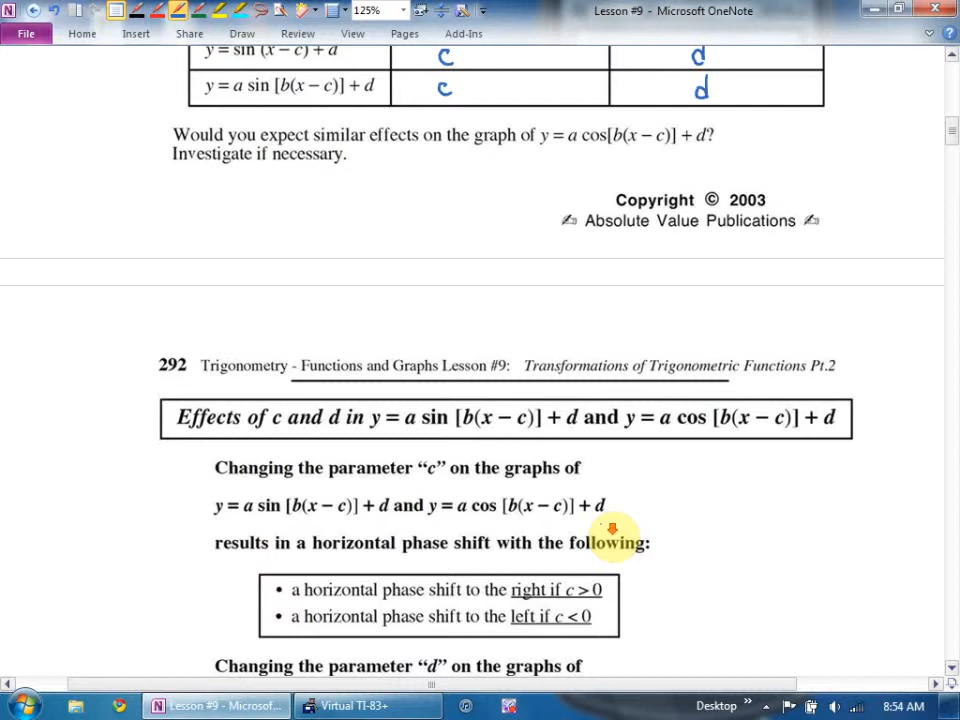 125%
Lesson #9 - Microsoft OneNote
File Home Insert Share Draw Review View Pages Add-Ins
y = sin (x − c) + d c d
y = a sin [b(x − c)] + d c d
Would you expect similar effects on the graph of y = a cos[b(x − c)] + d?
Investigate if necessary.
Copyright © 2003
✍ Absolute Value Publications ✍
292 Trigonometry - Functions and Graphs Lesson #9: Transformations of Trigonometric Functions Pt.2
Effects of c and d in y = a sin [b(x − c)] + d and y = a cos [b(x − c)] + d
Changing the parameter “c” on the graphs of
y = a sin [b(x − c)] + d and y = a cos [b(x − c)] + d
results in a horizontal phase shift with the following:
• a horizontal phase shift to the right if c > 0
• a horizontal phase shift to the left if c < 0
Changing the parameter “d” on the graphs of
Lesson #9 - Microsof... Virtual TI-83+ Desktop » 8:54 AM